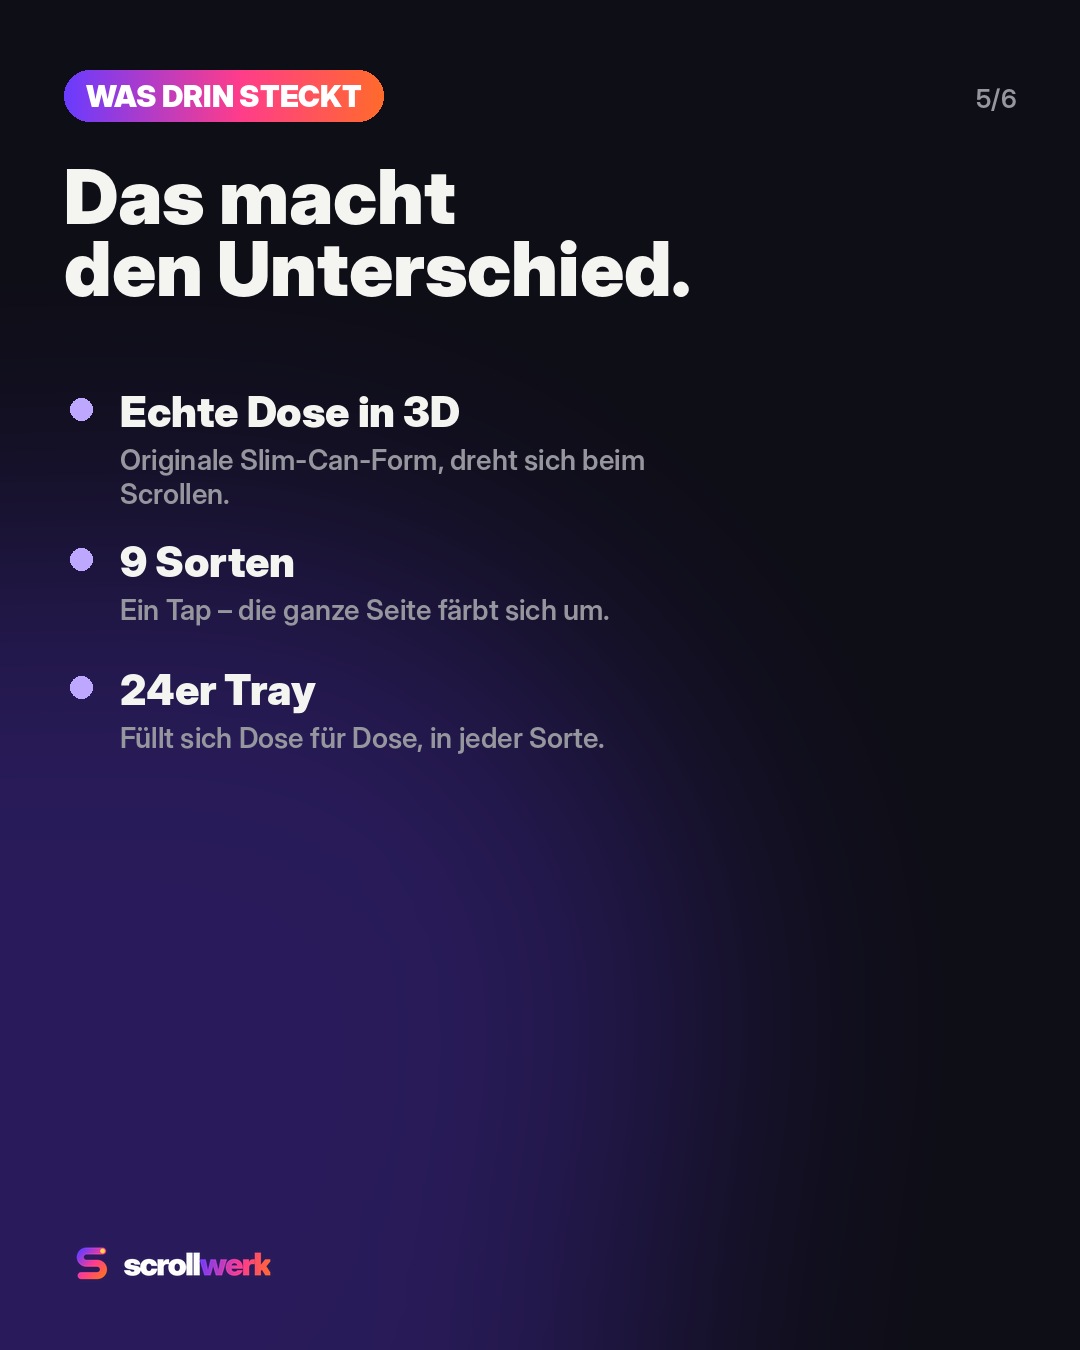 WAS DRIN STECKT
5/6
Das macht
den Unterschied.
Echte Dose in 3D
Originale Slim-Can-Form, dreht sich beim
Scrollen.
9 Sorten
Ein Tap – die ganze Seite färbt sich um.
24er Tray
Füllt sich Dose für Dose, in jeder Sorte.
scrollwerk